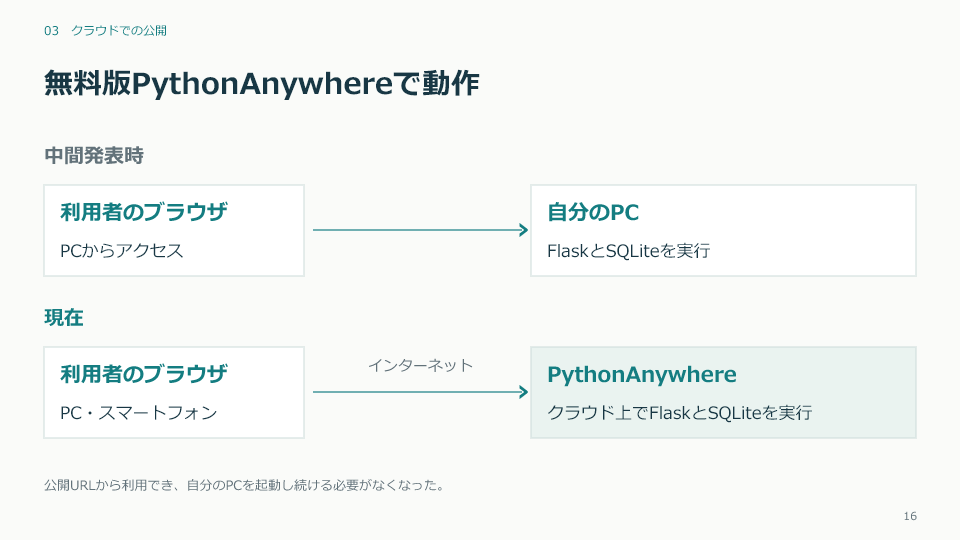 03 クラウドでの公開
無料版PythonAnywhereで動作
中間発表時
利用者のブラウザ
PCからアクセス
自分のPC
FlaskとSQLiteを実行
現在
利用者のブラウザ
PC・スマートフォン
インターネット
PythonAnywhere
クラウド上でFlaskとSQLiteを実行
公開URLから利用でき、自分のPCを起動し続ける必要がなくなった。
16